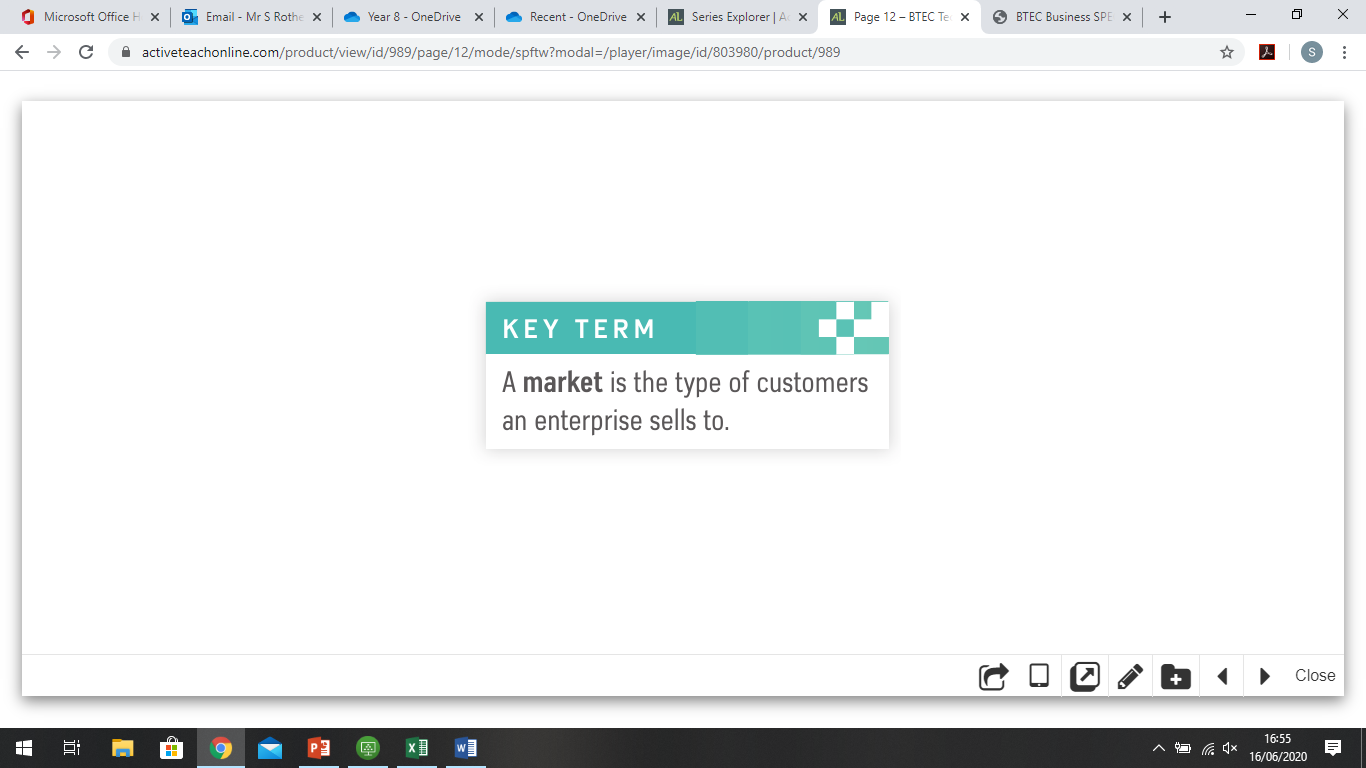 Microsoft Office H
Email - Mr S Rothe
Year 8 - OneDrive
Recent - OneDrive
AL Series Explorer | A
AL Page 12 – BTEC Te
BTEC Business SPE
activeteachonline.com/product/view/id/989/page/12/mode/spftw?modal=/player/image/id/803980/product/989
S
KEY TERM
A market is the type of customers
an enterprise sells to.
Close
16:55
16/06/2020